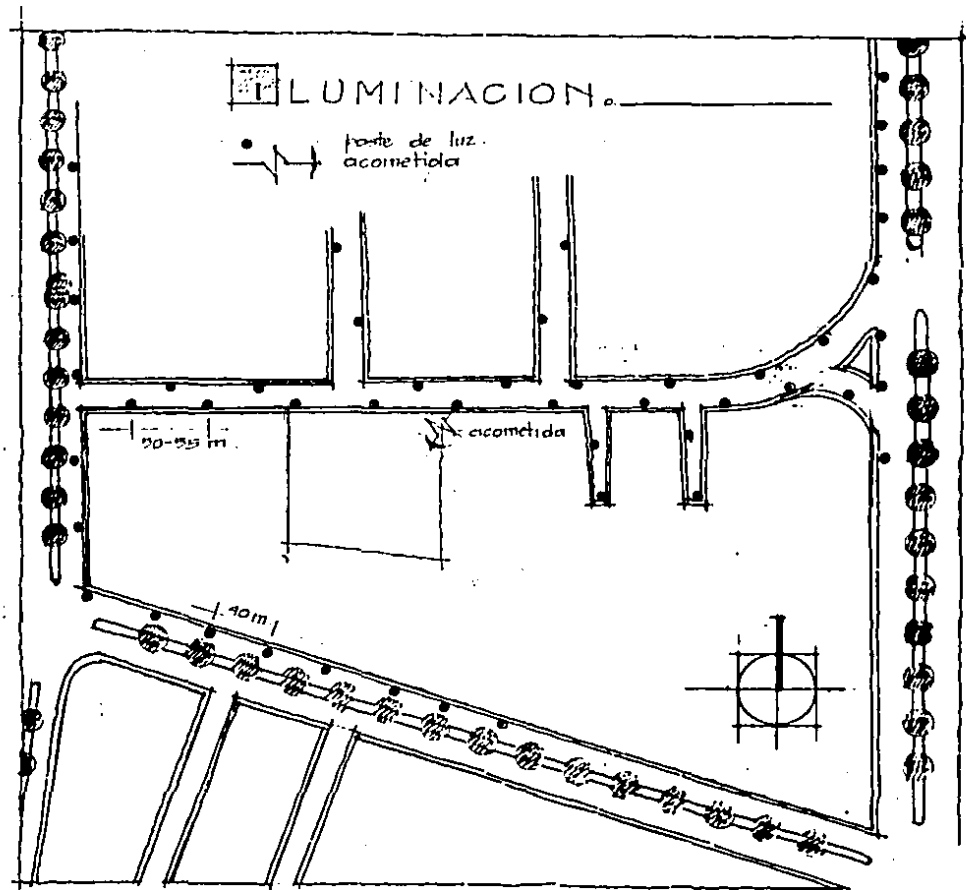 ILUMINACION.
poste de luz.
acometida
acometida
50-55 m.
40 m